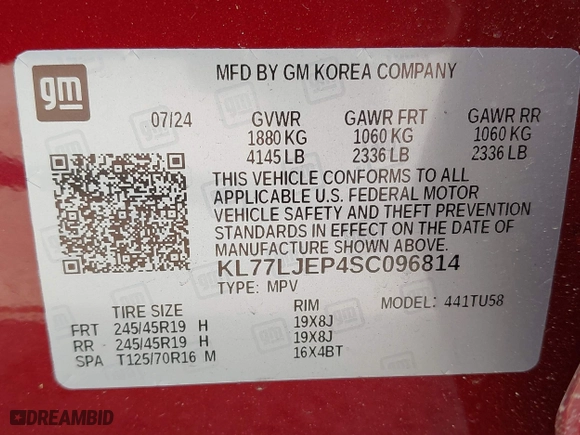 gm
MFD BY GM KOREA COMPANY
07/24 GVWR GAWR FRT GAWR RR
1880 KG 1060 KG 1060 KG
4145 LB 2336 LB 2336 LB
THIS VEHICLE CONFORMS TO ALL
APPLICABLE U.S. FEDERAL MOTOR
VEHICLE SAFETY AND THEFT PREVENTION
STANDARDS IN EFFECT ON THE DATE OF
MANUFACTURE SHOWN ABOVE.
KL77LJEP4SC096814
TYPE: MPV MODEL: 441TU58
TIRE SIZE RIM
FRT 245/45R19 H 19X8J
RR 245/45R19 H 19X8J
SPA T125/70R16 M 16X4BT
DREAMBID